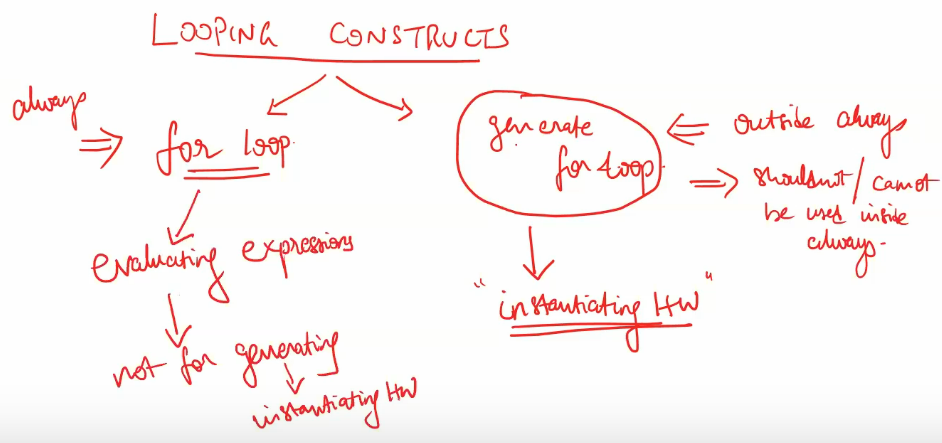 LOOPING CONSTRUCTS
always
for loop
evaluating expressions
not for generating
instantiating HW
generate
for loop
outside always
shouldnt / cannot
be used inside
always
"instantiating HW"